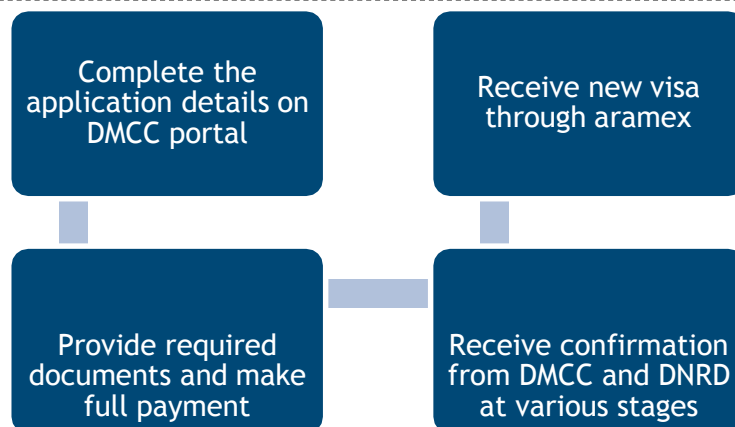 Complete the
application details on
DMCC portal
Provide required
documents and make
full payment
Receive confirmation
from DMCC and DNRD
at various stages
Receive new visa
through aramex